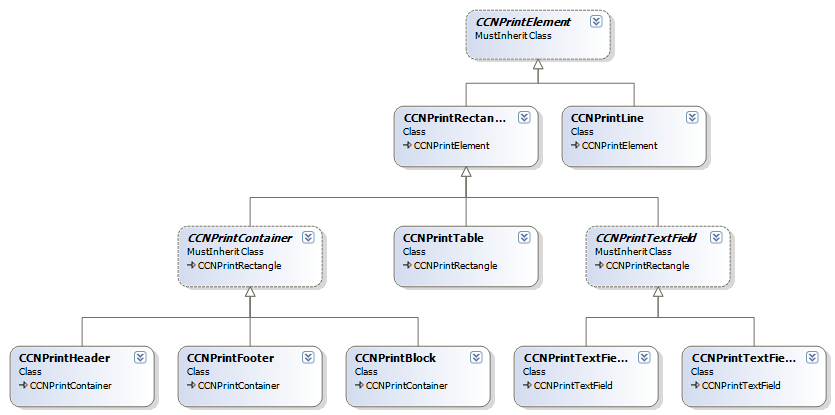 CCNPrintElement
MustInherit Class
CCNPrintRectan...
Class
CCNPrintElement
CCNPrintLine
Class
CCNPrintElement
CCNPrintContainer
MustInherit Class
CCNPrintRectangle
CCNPrintTable
Class
CCNPrintRectangle
CCNPrintTextField
MustInherit Class
CCNPrintRectangle
CCNPrintHeader
Class
CCNPrintContainer
CCNPrintFooter
Class
CCNPrintContainer
CCNPrintBlock
Class
CCNPrintContainer
CCNPrintTextFie...
Class
CCNPrintTextField
CCNPrintTextFie...
Class
CCNPrintTextField